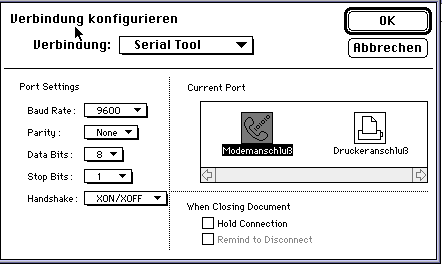 Verbindung konfigurieren
OK
Verbindung: Serial Tool
Abbrechen
Port Settings
Baud Rate: 9600
Parity: None
Data Bits: 8
Stop Bits: 1
Handshake: XON/XOFF
Current Port
Modemanschluß
Druckeranschluß
When Closing Document
Hold Connection
Remind to Disconnect